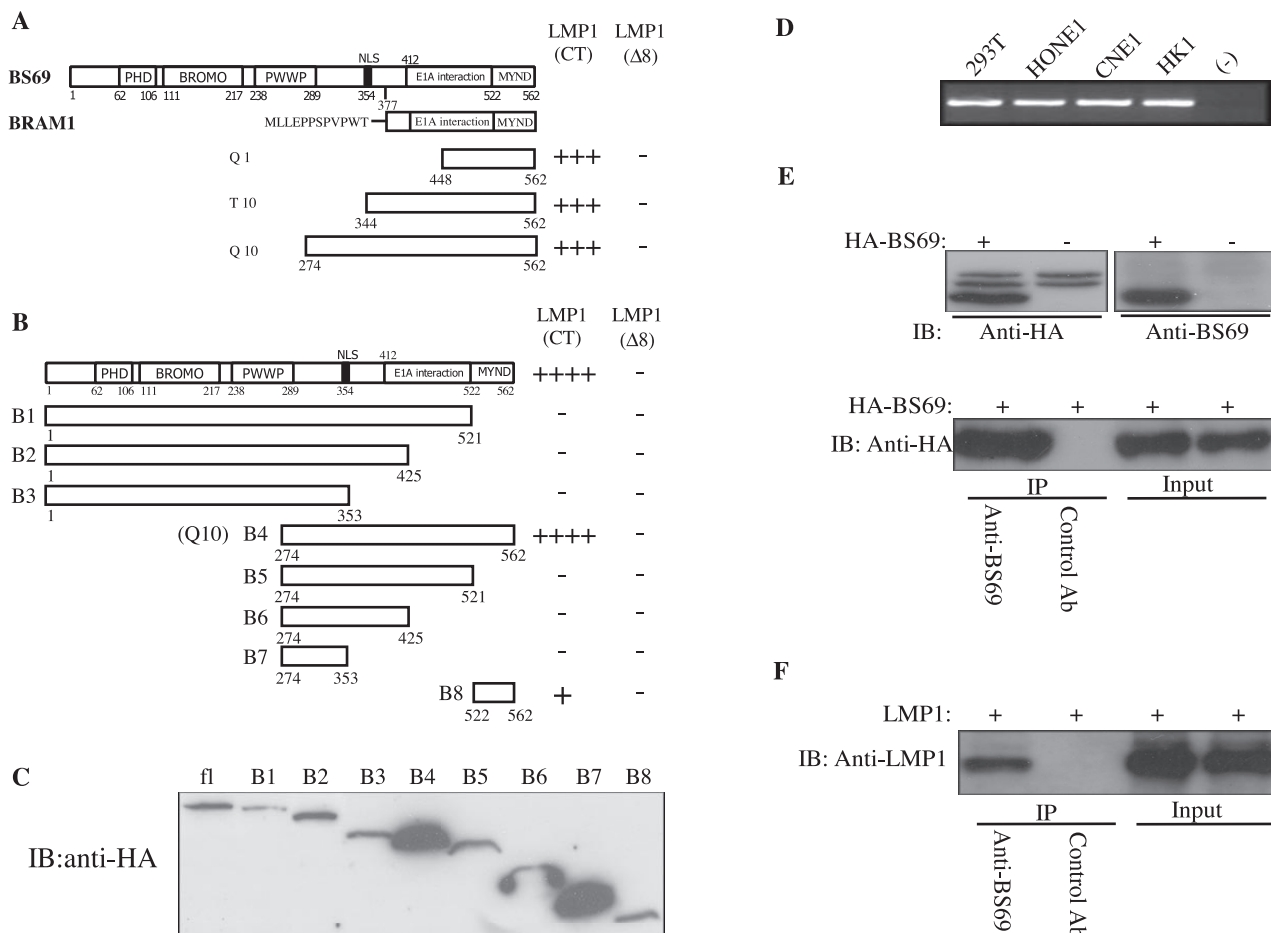 A
LMP1 LMP1
(CT) (Δ8)
NLS 412
BS69 PHD BROMO PWWP E1A interaction MYND
1 62 106 111 217 238 289 354 522 562
377
BRAM1 MLLEPPSPVPWT E1A interaction MYND
Q 1 +++ -
448 562
T 10 +++ -
344 562
Q 10 +++ -
274 562
B
LMP1 LMP1
(CT) (Δ8)
NLS 412
PHD BROMO PWWP E1A interaction MYND ++++ -
1 62 106 111 217 238 289 354 522 562
B1 - -
1 521
B2 - -
1 425
B3 - -
1 353
(Q10) B4 ++++ -
274 562
B5 - -
274 521
B6 - -
274 425
B7 - -
274 353
B8 + -
522 562
C
fl B1 B2 B3 B4 B5 B6 B7 B8
IB:anti-HA
D
293T HONE1 CNE1 HK1 (-)
E
HA-BS69: + - + -
IB: Anti-HA Anti-BS69
HA-BS69: + + + +
IB: Anti-HA
IP Input
Anti-BS69 Control Ab
F
LMP1: + + + +
IB: Anti-LMP1
IP Input
Anti-BS69 Control Ab